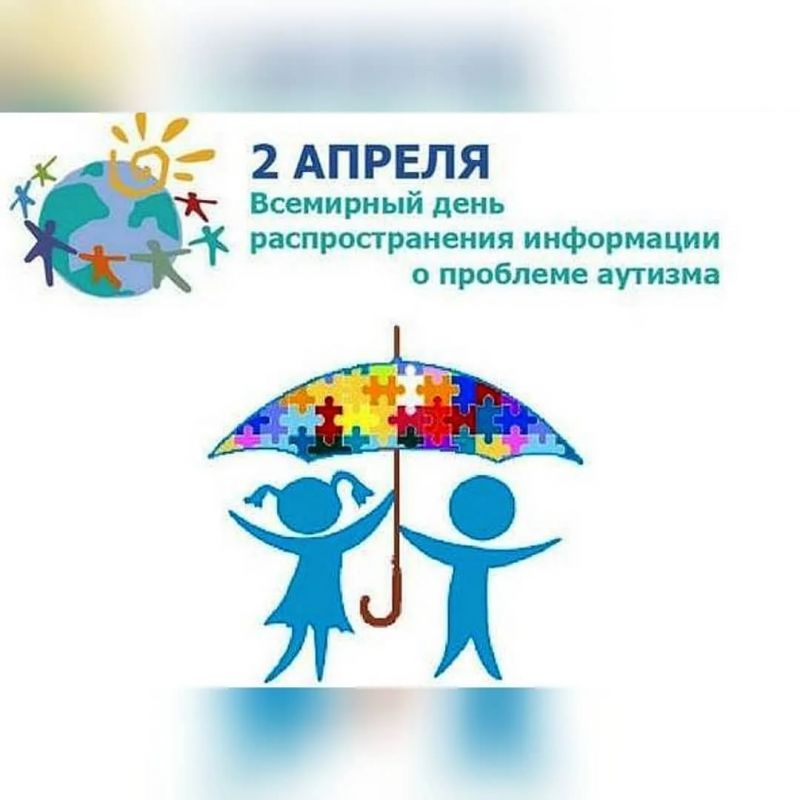 2 АПРЕЛЯ
Всемирный день
распространения информации
о проблеме аутизма